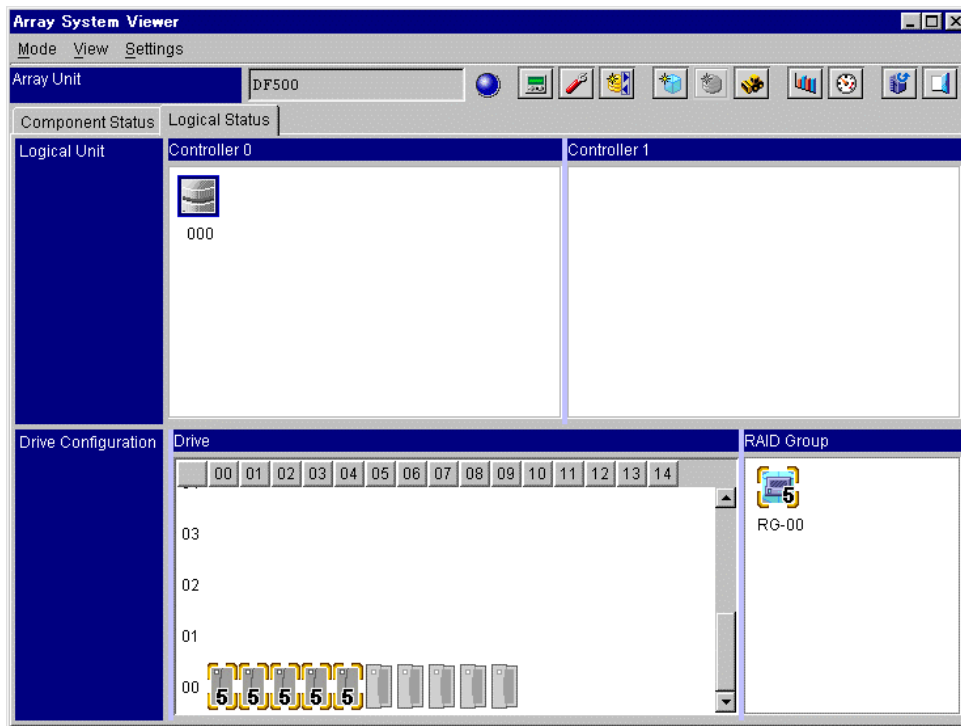 Array System Viewer
Mode View Settings
Array Unit
DF500
Component Status Logical Status
Logical Unit
Controller 0
Controller 1
000
Drive Configuration
Drive
RAID Group
00 01 02 03 04 05 06 07 08 09 10 11 12 13 14
5
RG-00
03
02
01
00 5 5 5 5 5